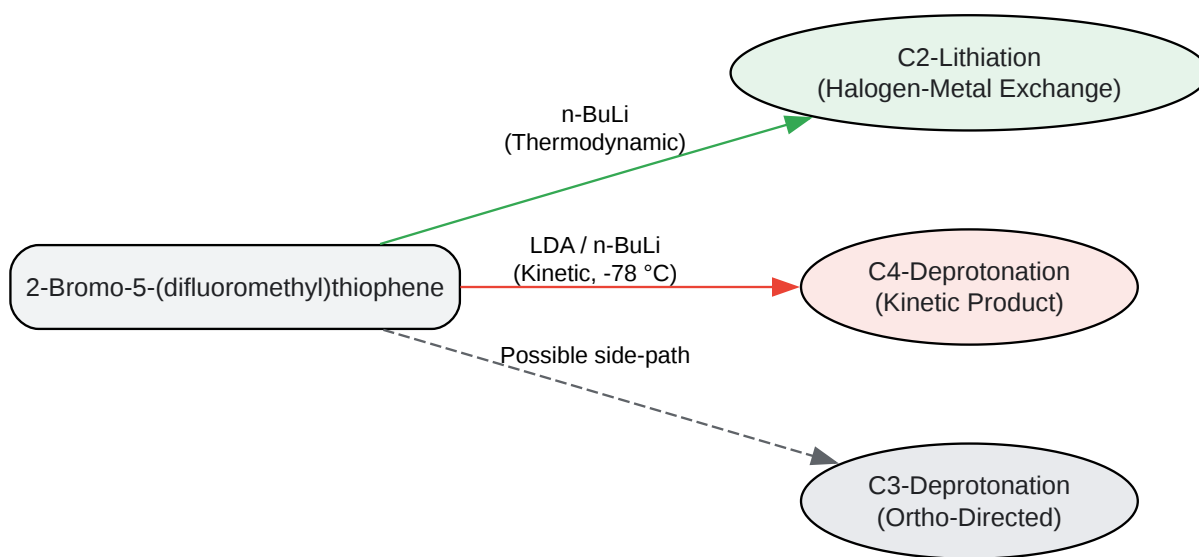 C2-Lithiation
(Halogen-Metal Exchange)
n-BuLi
(Thermodynamic)
2-Bromo-5-(difluoromethyl)thiophene
LDA / n-BuLi
(Kinetic, -78 °C)
C4-Deprotonation
(Kinetic Product)
Possible side-path
C3-Deprotonation
(Ortho-Directed)